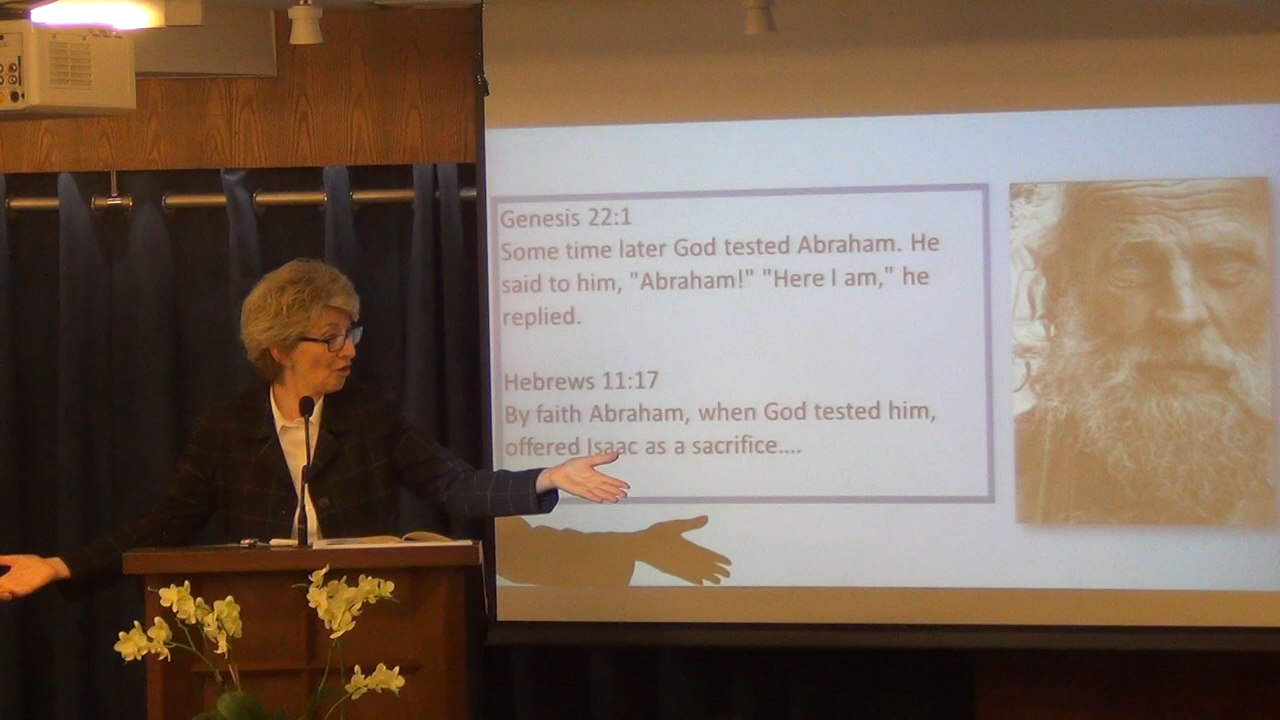 Genesis 22:1
Some time later God tested Abraham. He
said to him, "Abraham!" "Here I am," he
replied.
Hebrews 11:17
By faith Abraham, when God tested him,
offered Isaac as a sacrifice....